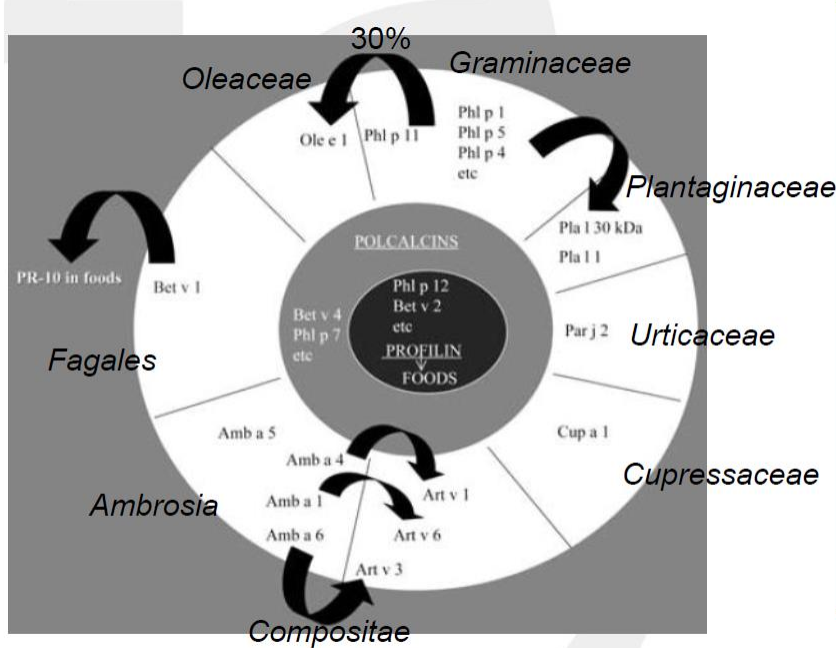 30%
Oleaceae
Graminaceae
Ole e 1
Phl p 11
Phl p 1
Phl p 5
Phl p 4
etc
Plantaginaceae
Pla l 30 kDa
Pla l 1
POLCALCINS
PR-10 in foods
Bet v 1
Bet v 4
Phl p 7
etc
Phl p 12
Bet v 2
etc
PROFILIN
FOODS
Par j 2
Urticaceae
Fagales
Amb a 5
Cup a 1
Cupressaceae
Ambrosia
Amb a 4
Art v 1
Amb a 1
Art v 6
Amb a 6
Art v 3
Compositae